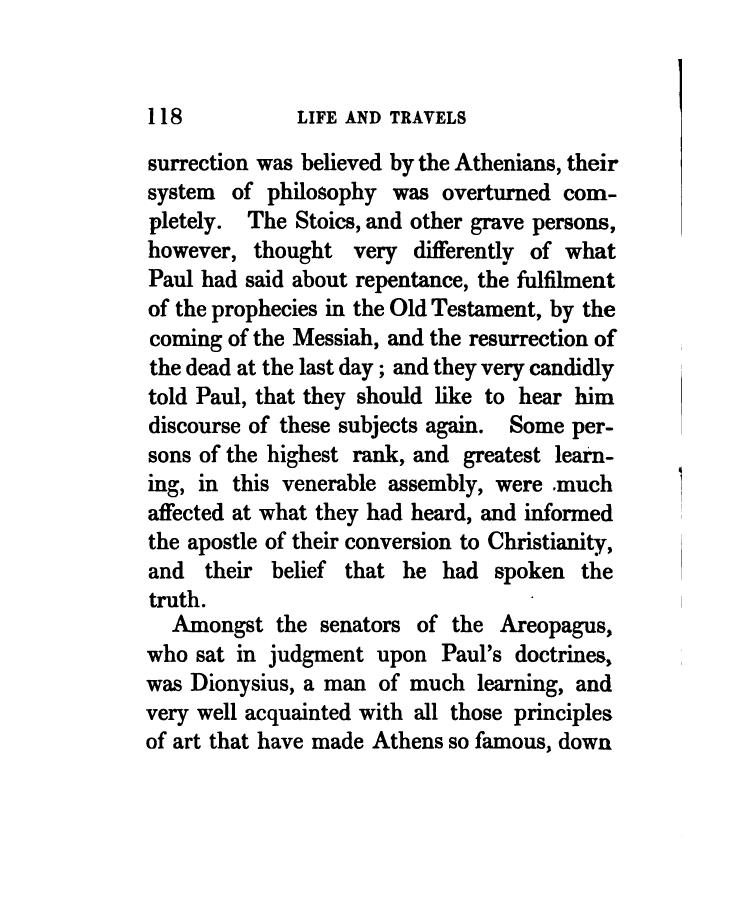 118 LIFE AND TRAVELS
surrection was believed by the Athenians, their
system of philosophy was overturned com-
pletely. The Stoics, and other grave persons,
however, thought very differently of what
Paul had said about repentance, the fulfilment
of the prophecies in the Old Testament, by the
coming of the Messiah, and the resurrection of
the dead at the last day ; and they very candidly
told Paul, that they should like to hear him
discourse of these subjects again. Some per-
sons of the highest rank, and greatest learn-
ing, in this venerable assembly, were much
affected at what they had heard, and informed
the apostle of their conversion to Christianity,
and their belief that he had spoken the
truth.
Amongst the senators of the Areopagus,
who sat in judgment upon Paul's doctrines,
was Dionysius, a man of much learning, and
very well acquainted with all those principles
of art that have made Athens so famous, down